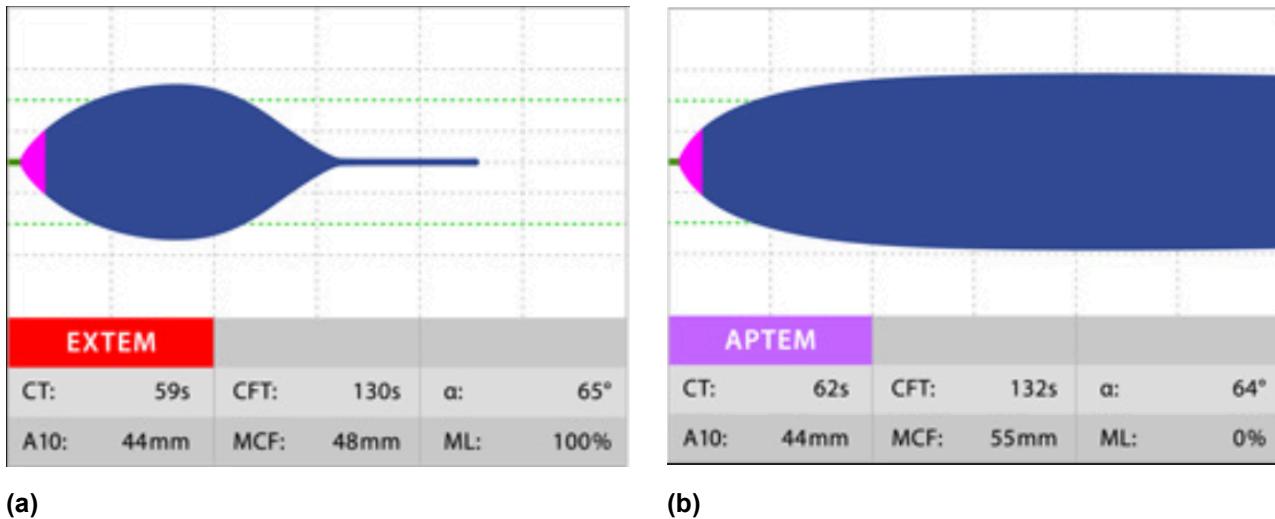 EXTEM
CT: 59s CFT: 130s α: 65°
A10: 44mm MCF: 48mm ML: 100%
(a)
APTEM
CT: 62s CFT: 132s α: 64°
A10: 44mm MCF: 55mm ML: 0%
(b)